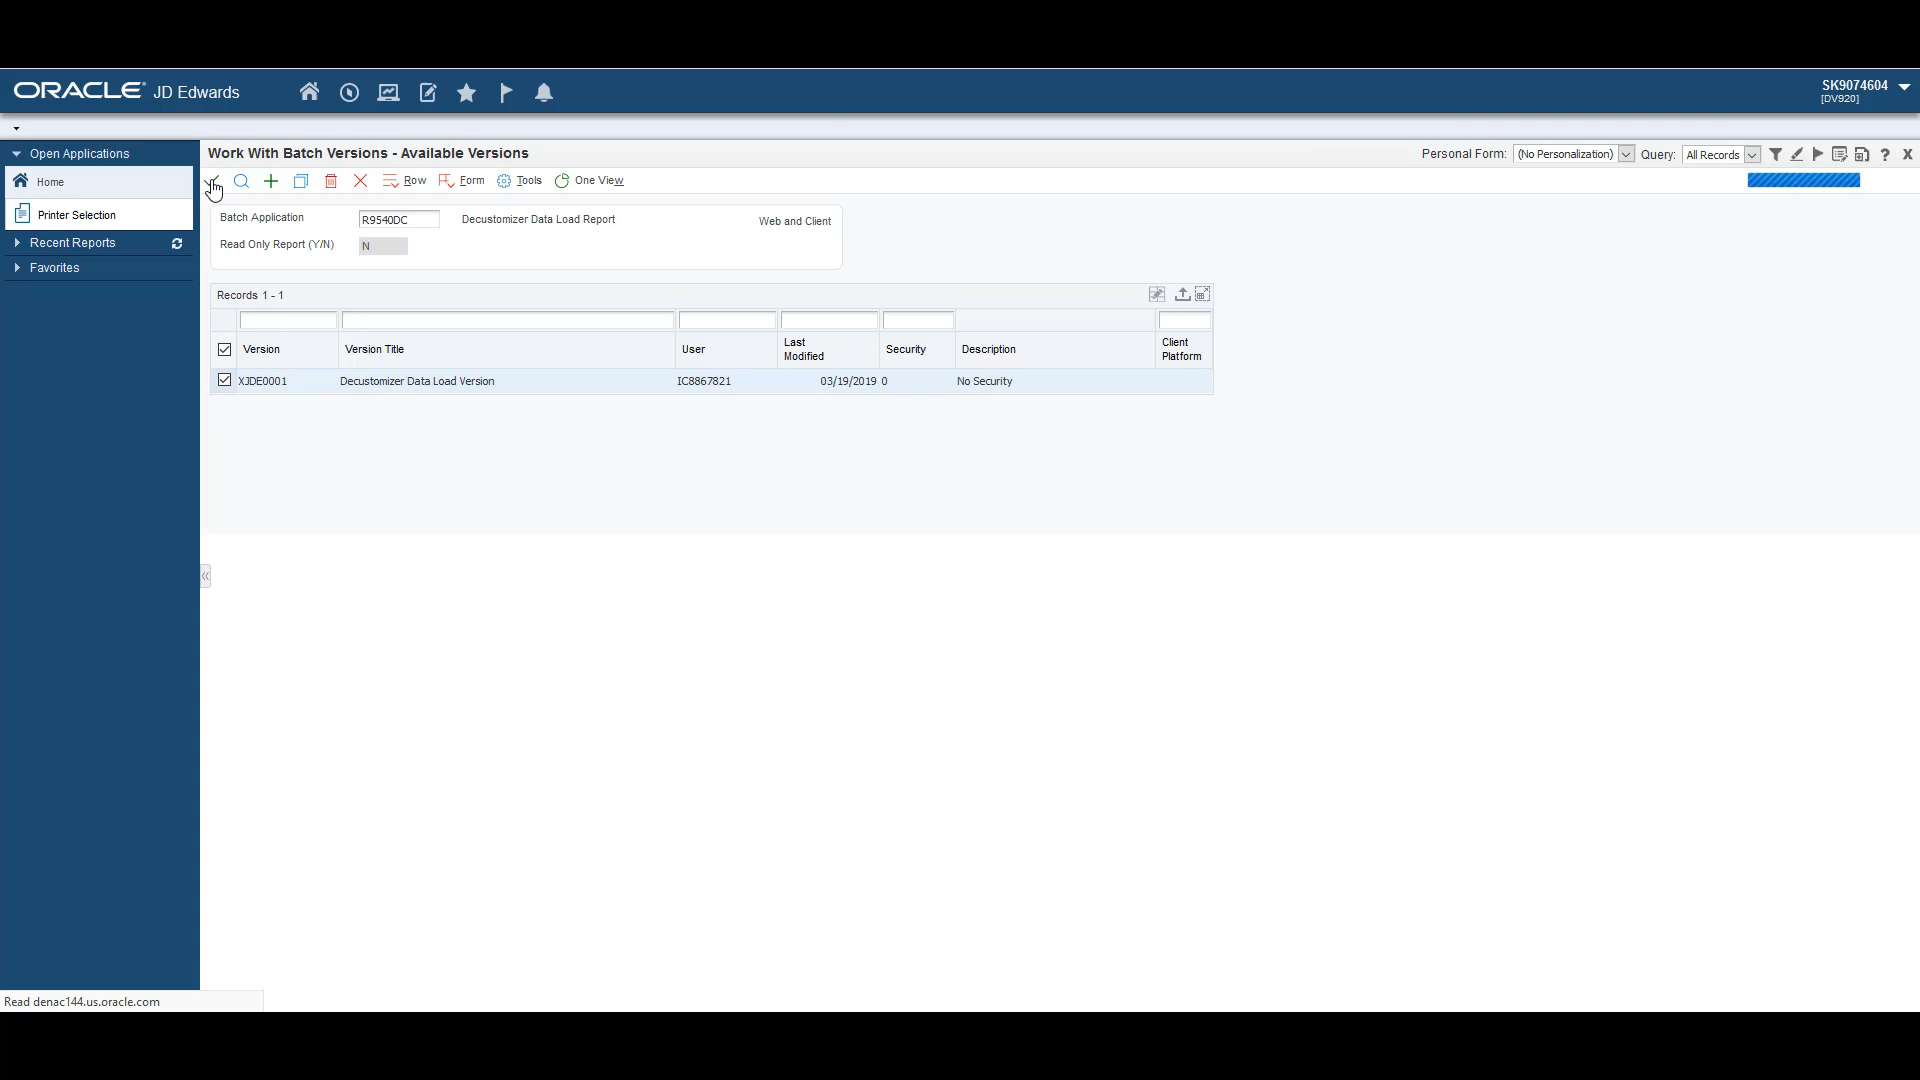 ORACLE JD Edwards
SK9074604
[DV920]
Open Applications
Home
Printer Selection
Recent Reports
Favorites
Work With Batch Versions - Available Versions
Personal Form: (No Personalization) Query: All Records
Row Form Tools One View
Batch Application R9540DC Decustomizer Data Load Report Web and Client
Read Only Report (Y/N) N
Records 1 - 1
Version Version Title User Last Modified Security Description Client Platform
XJDE0001 Decustomizer Data Load Version IC8867821 03/19/2019 0 No Security
Read denac144.us.oracle.com